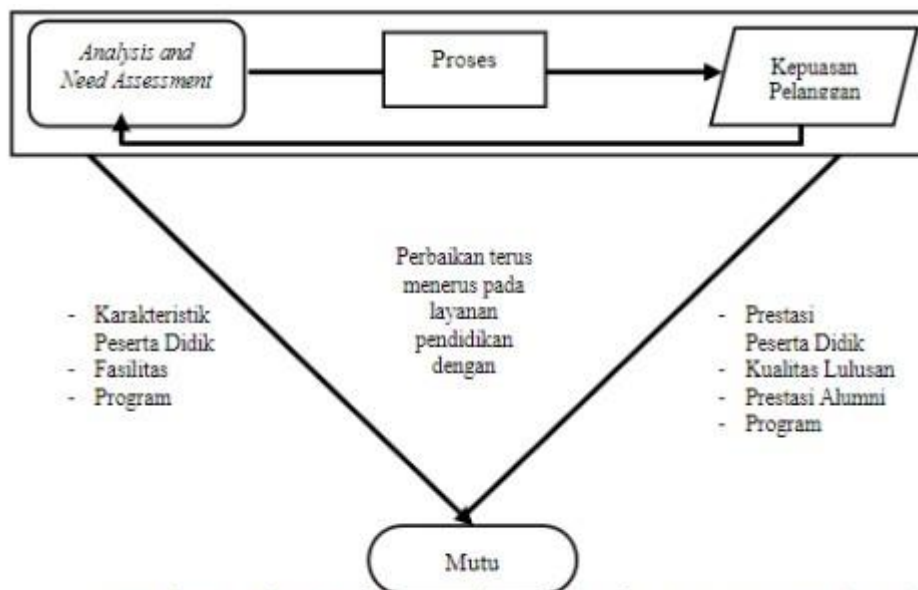 Analysis and
Need Assessment
Proses
Kepuasan
Pelanggan
Perbaikan terus
menerus pada
layanan
pendidikan
dengan
- Karakteristik
Peserta Didik
- Fasilitas
- Program
- Prestasi
Peserta Didik
- Kualitas Lulusan
- Prestasi Alumni
- Program
Mutu